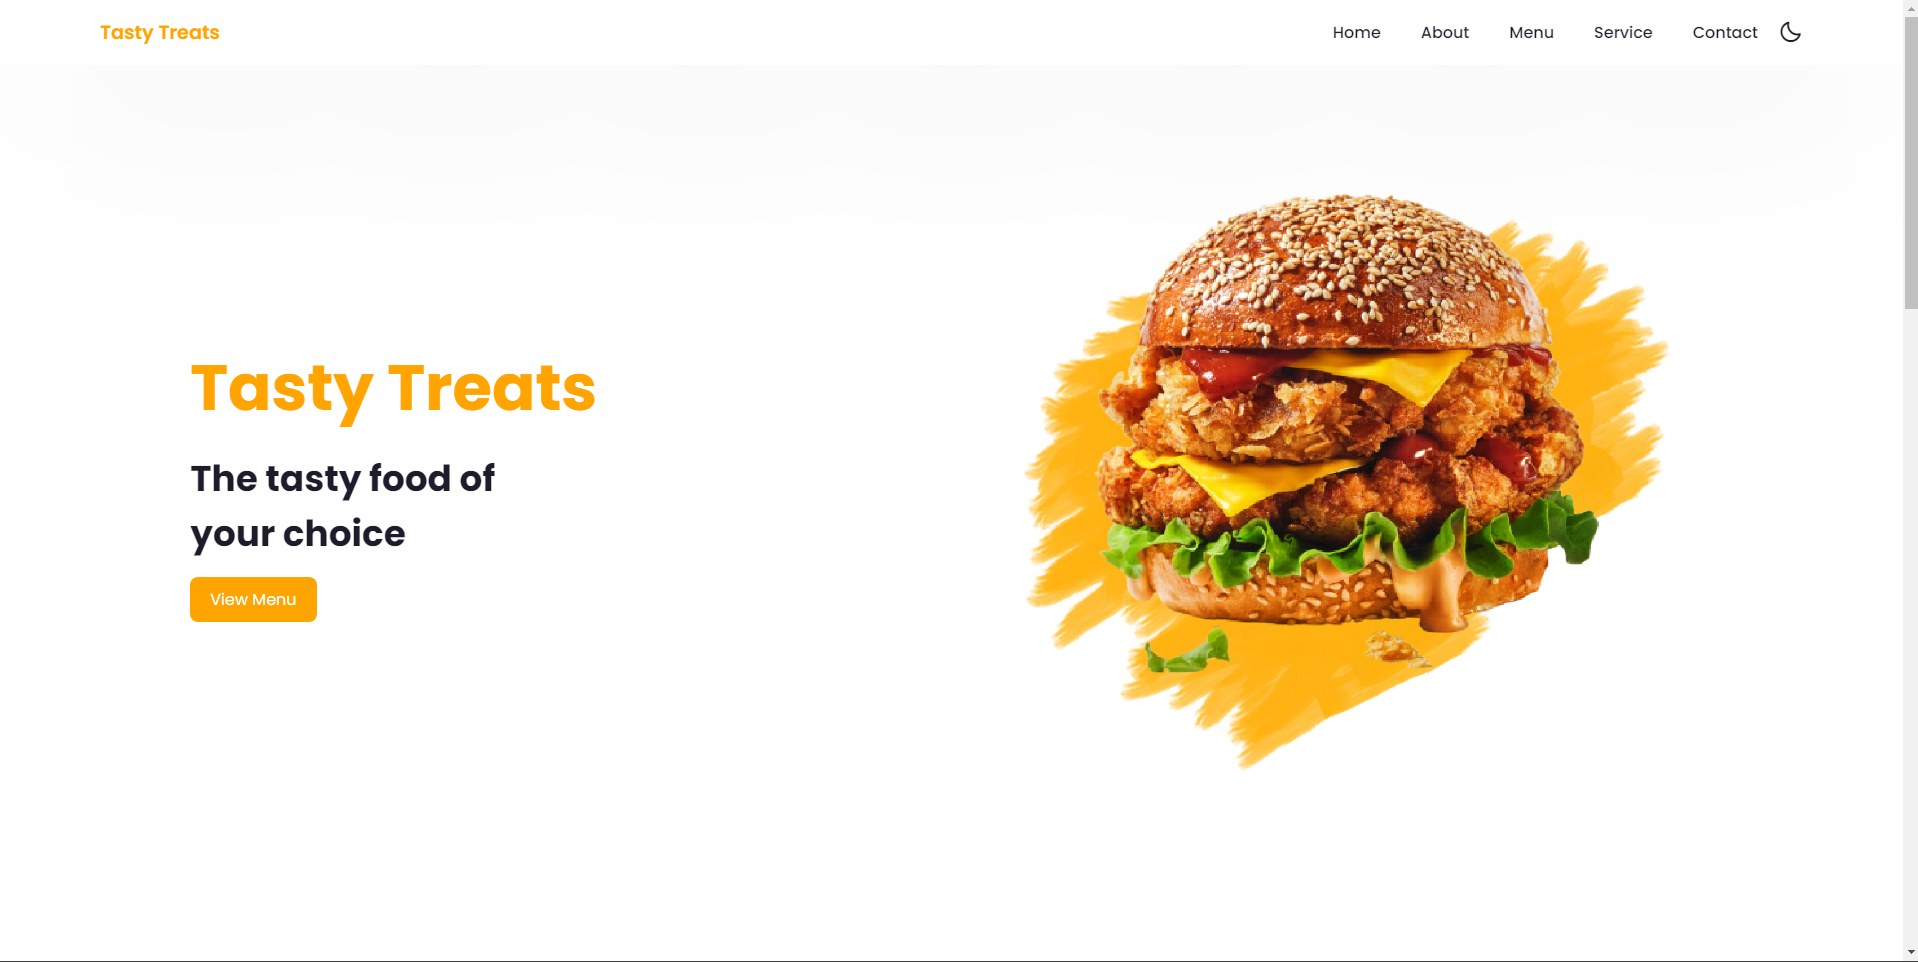 Tasty Treats
Home
About
Menu
Service
Contact
Tasty Treats
The tasty food of
your choice
View Menu